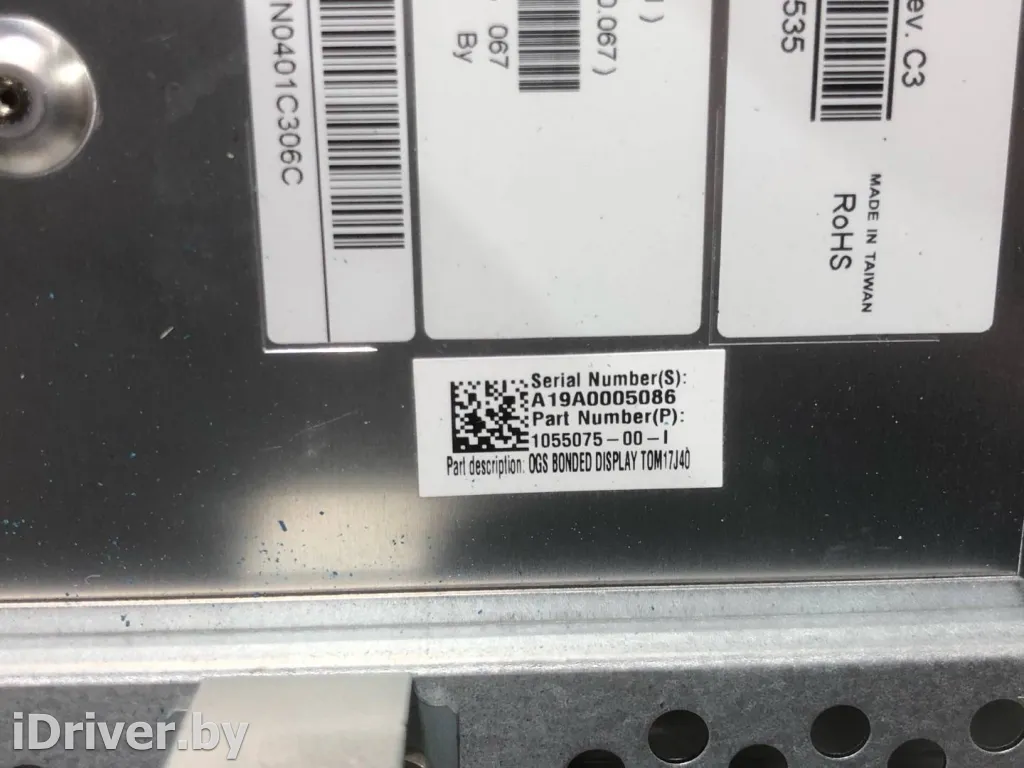 N0401C306C
067
By
0.067)
)
ev. C3
535
MADE IN TAIWAN
RoHS
Serial Number(S):
A19A0005086
Part Number(P):
1055075-00-I
Part description: OGS BONDED DISPLAY TOM17J40
iDriver.by